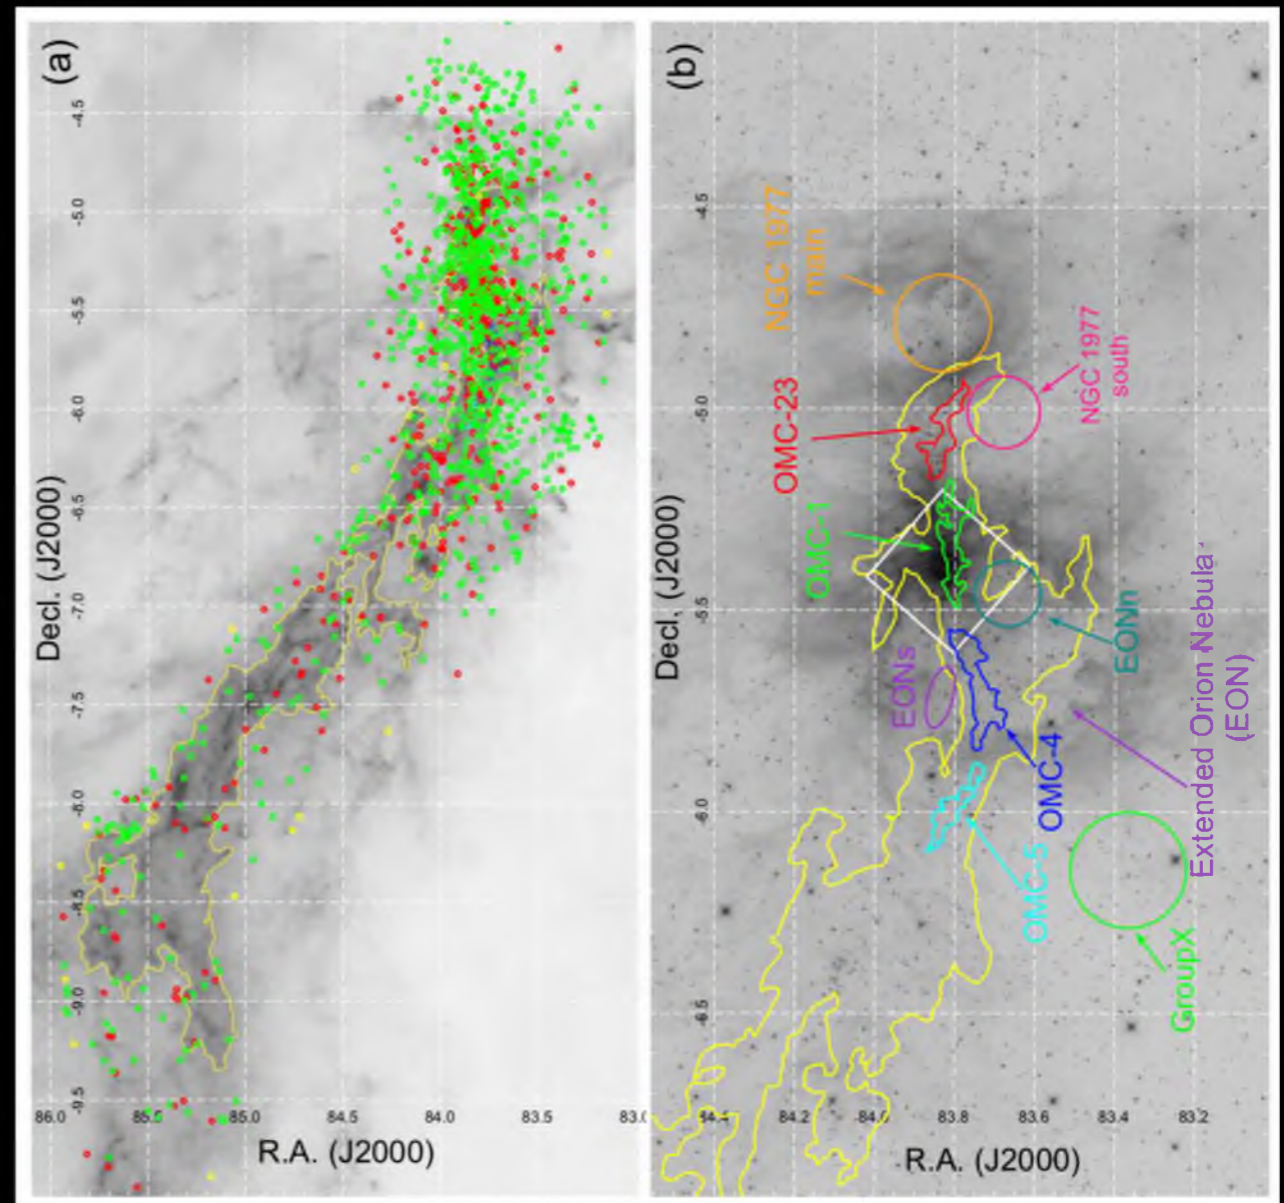 (a)
Decl. (J2000)
-4.5
-5.0
-5.5
-6.0
-6.5
-7.0
-7.5
-8.0
-8.5
-9.0
-9.5
86.0 85.5 85.0 84.5 84.0 83.5 83.0
R.A. (J2000)
(b)
Decl. (J2000)
-4.5
-5.0
-5.5
-6.0
-6.5
NGC 1977
main
NGC 1977
south
OMC-23
OMC-1
EONs
EONn
Extended Orion Nebula
(EON)
OMC-4
OMC-5
GroupX
84.4 84.2 84.0 83.8 83.6 83.4 83.2
R.A. (J2000)